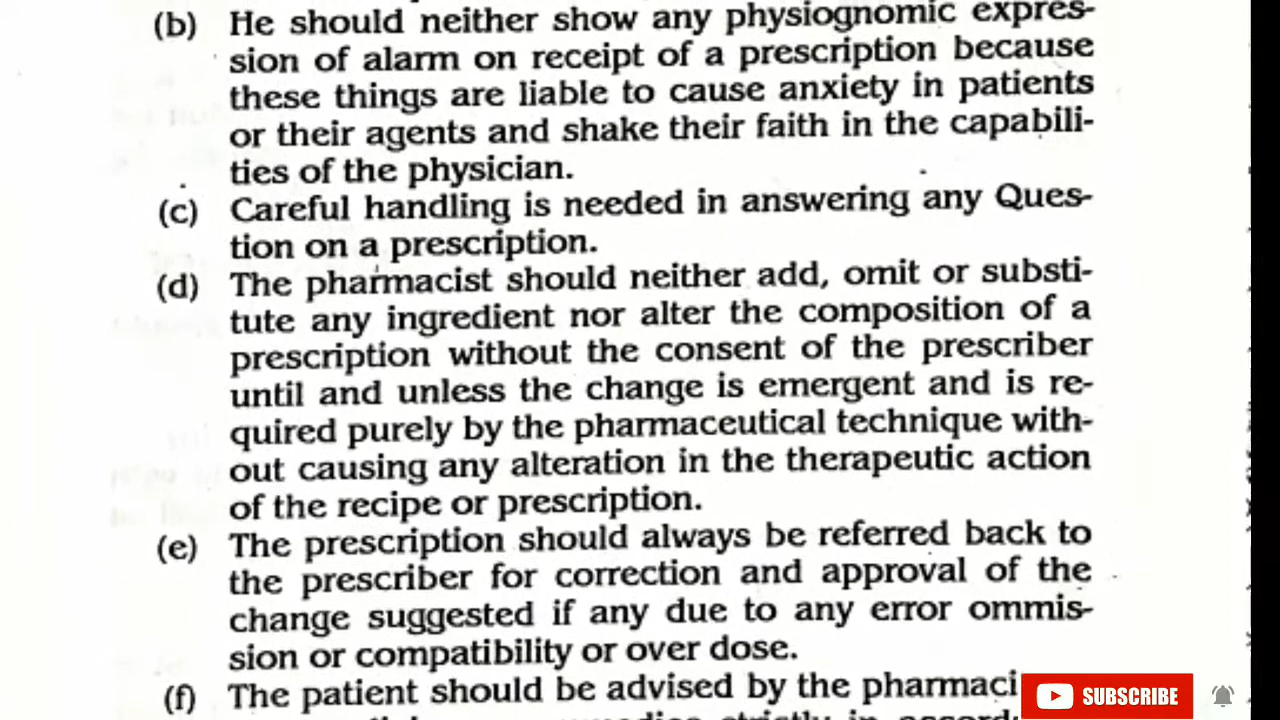 (b) He should neither show any physiognomic expres-
sion of alarm on receipt of a prescription because
these things are liable to cause anxiety in patients
or their agents and shake their faith in the capabili-
ties of the physician.
(c) Careful handling is needed in answering any Ques-
tion on a prescription.
(d) The pharmacist should neither add, omit or substi-
tute any ingredient nor alter the composition of a
prescription without the consent of the prescriber
until and unless the change is emergent and is re-
quired purely by the pharmaceutical technique with-
out causing any alteration in the therapeutic action
of the recipe or prescription.
(e) The prescription should always be referred back to
the prescriber for correction and approval of the
change suggested if any due to any error ommis-
sion or compatibility or over dose.
(f) The patient should be advised by the pharmaci
SUBSCRIBE
strictly in